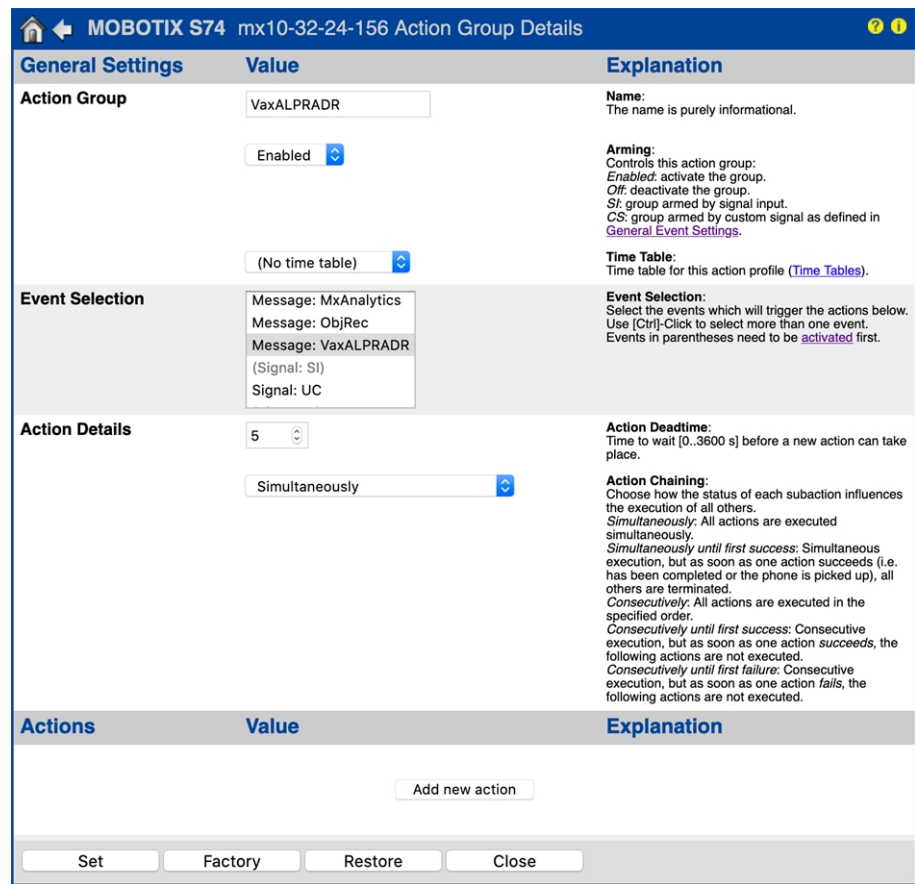 MOBOTIX S74 mx10-32-24-156 Action Group Details
? i
General Settings Value Explanation
Action Group
VaxALPRADR
Name:
The name is purely informational.
Enabled
Arming:
Controls this action group:
Enabled: activate the group.
Off: deactivate the group.
SI: group armed by signal input.
CS: group armed by custom signal as defined in
General Event Settings.
(No time table)
Time Table:
Time table for this action profile (Time Tables).
Event Selection
Message: MxAnalytics
Message: ObjRec
Message: VaxALPRADR
(Signal: SI)
Signal: UC
Event Selection:
Select the events which will trigger the actions below.
Use [Ctrl]-Click to select more than one event.
Events in parentheses need to be activated first.
Action Details
5
Action Deadtime:
Time to wait [0..3600 s] before a new action can take
place.
Simultaneously
Action Chaining:
Choose how the status of each subaction influences
the execution of all others.
Simultaneously: All actions are executed
simultaneously.
Simultaneously until first success: Simultaneous
execution, but as soon as one action succeeds (i.e.
has been completed or the phone is picked up), all
others are terminated.
Consecutively: All actions are executed in the
specified order.
Consecutively until first success: Consecutive
execution, but as soon as one action succeeds, the
following actions are not executed.
Consecutively until first failure: Consecutive
execution, but as soon as one action fails, the
following actions are not executed.
Actions Value Explanation
Add new action
Set Factory Restore Close